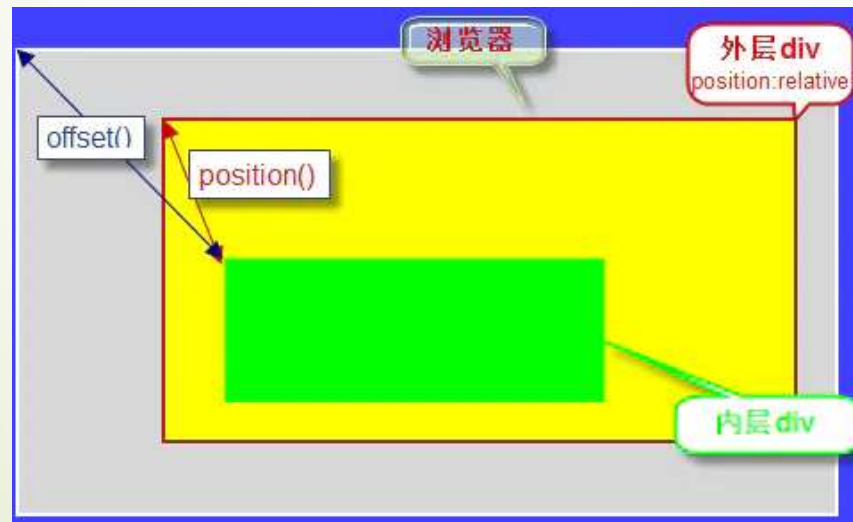 浏览器
外层div
position:relative
offset()
position()
内层div